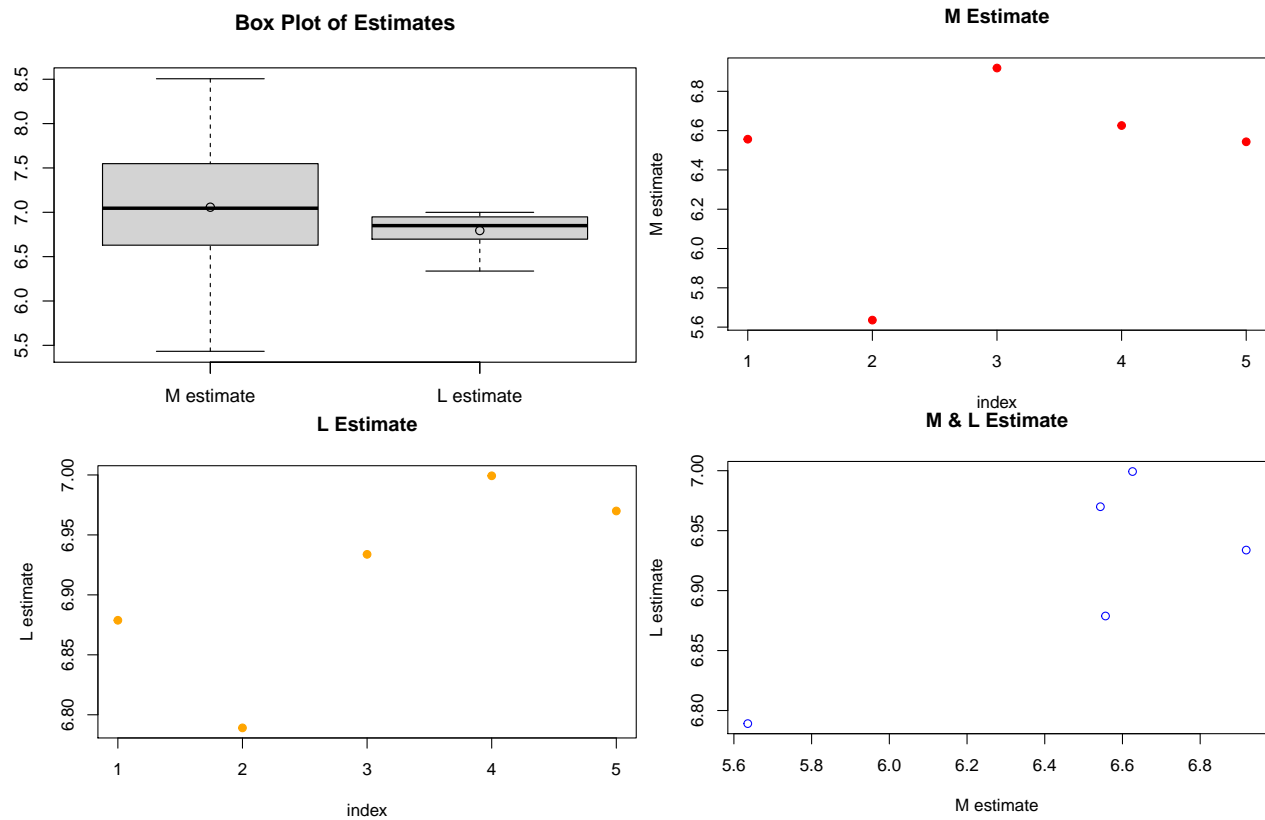 Box Plot of Estimates
8.5
8.0
7.5
7.0
6.5
6.0
5.5
M estimate L estimate
M Estimate
M estimate
6.8
6.6
6.4
6.2
6.0
5.8
5.6
1 2 3 4 5
index
L Estimate
L estimate
7.00
6.95
6.90
6.85
6.80
1 2 3 4 5
index
M & L Estimate
L estimate
7.00
6.95
6.90
6.85
6.80
5.6 5.8 6.0 6.2 6.4 6.6 6.8
M estimate